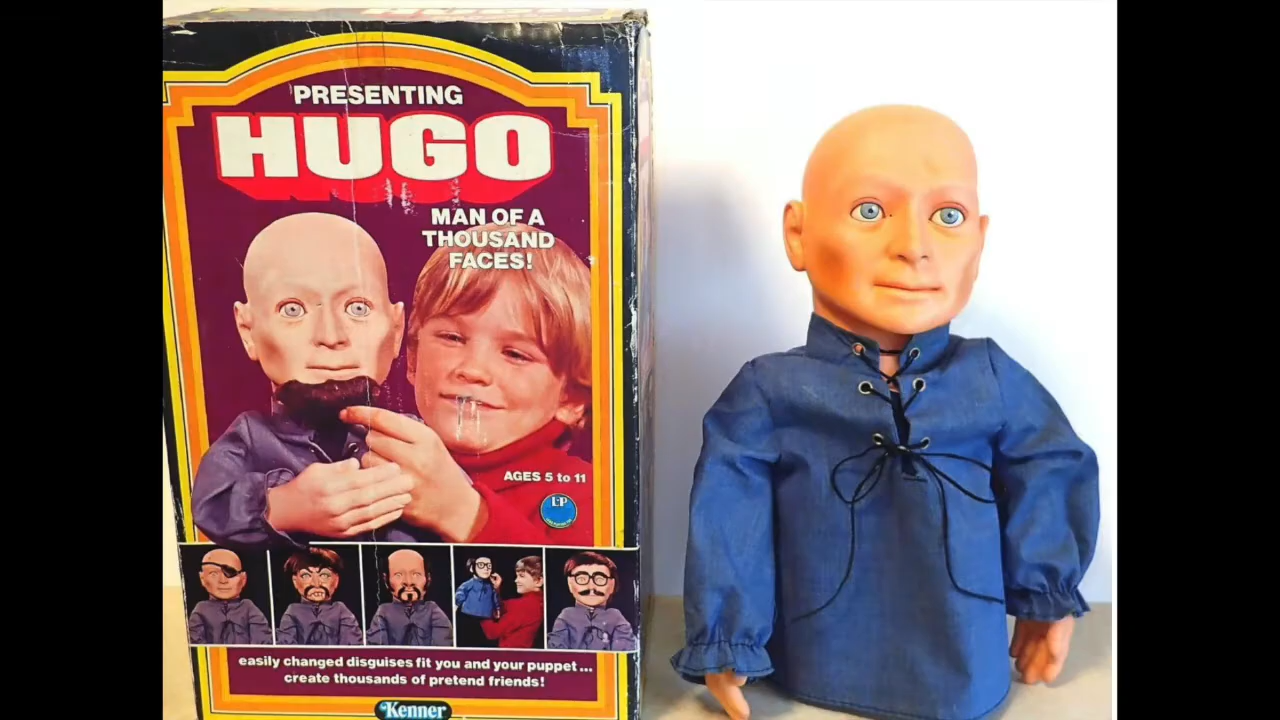 PRESENTING
HUGO
MAN OF A
THOUSAND
FACES!
AGES 5 to 11
easily changed disguises fit you and your puppet...
create thousands of pretend friends!
Kenner